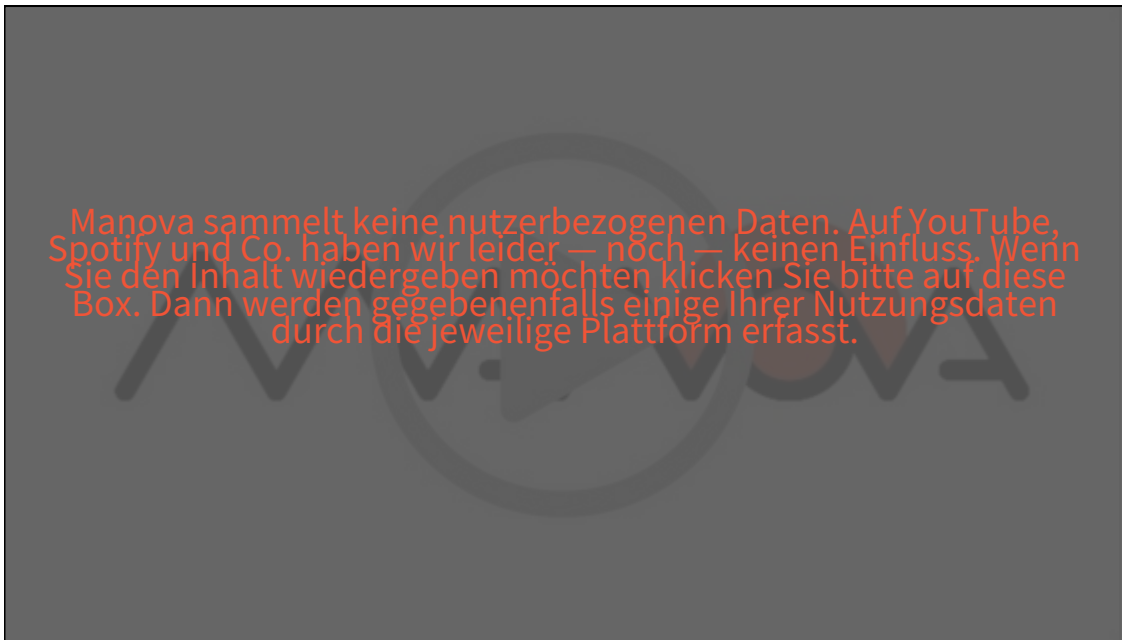 Manova sammelt keine nutzerbezogenen Daten. Auf YouTube,
Spotify und Co. haben wir leider — noch — keinen Einfluss. Wenn
Sie den Inhalt wiedergeben möchten klicken Sie bitte auf diese
Box. Dann werden gegebenenfalls einige Ihrer Nutzungsdaten
durch die jeweilige Plattform erfasst.
MANOVA